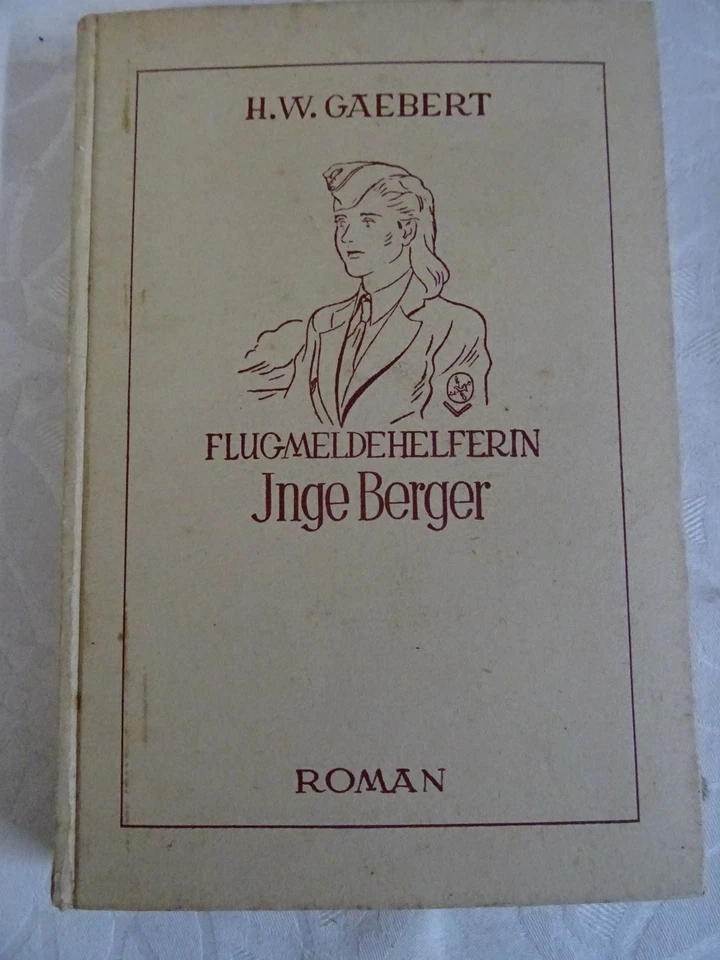 H.W. GAEBERT
FLUGMELDEHELFERIN
Jnge Berger
ROMAN